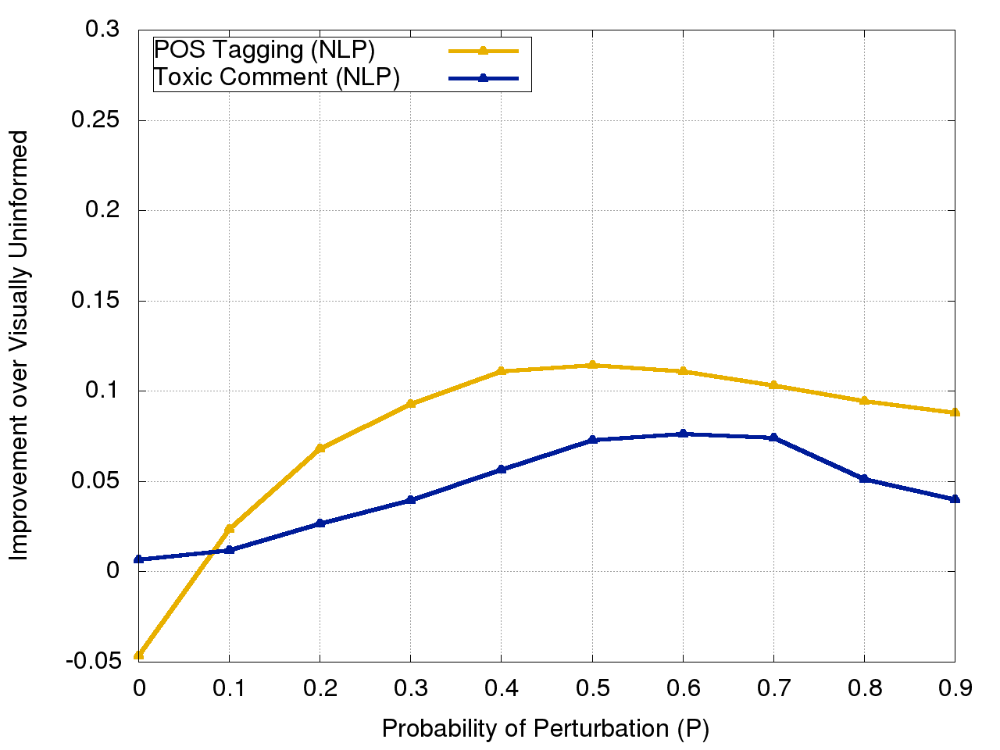 0.3
POS Tagging (NLP)
Toxic Comment (NLP)
0.25
0.2
0.15
0.1
0.05
0
-0.05
Improvement over Visually Uninformed
0 0.1 0.2 0.3 0.4 0.5 0.6 0.7 0.8 0.9
Probability of Perturbation (P)